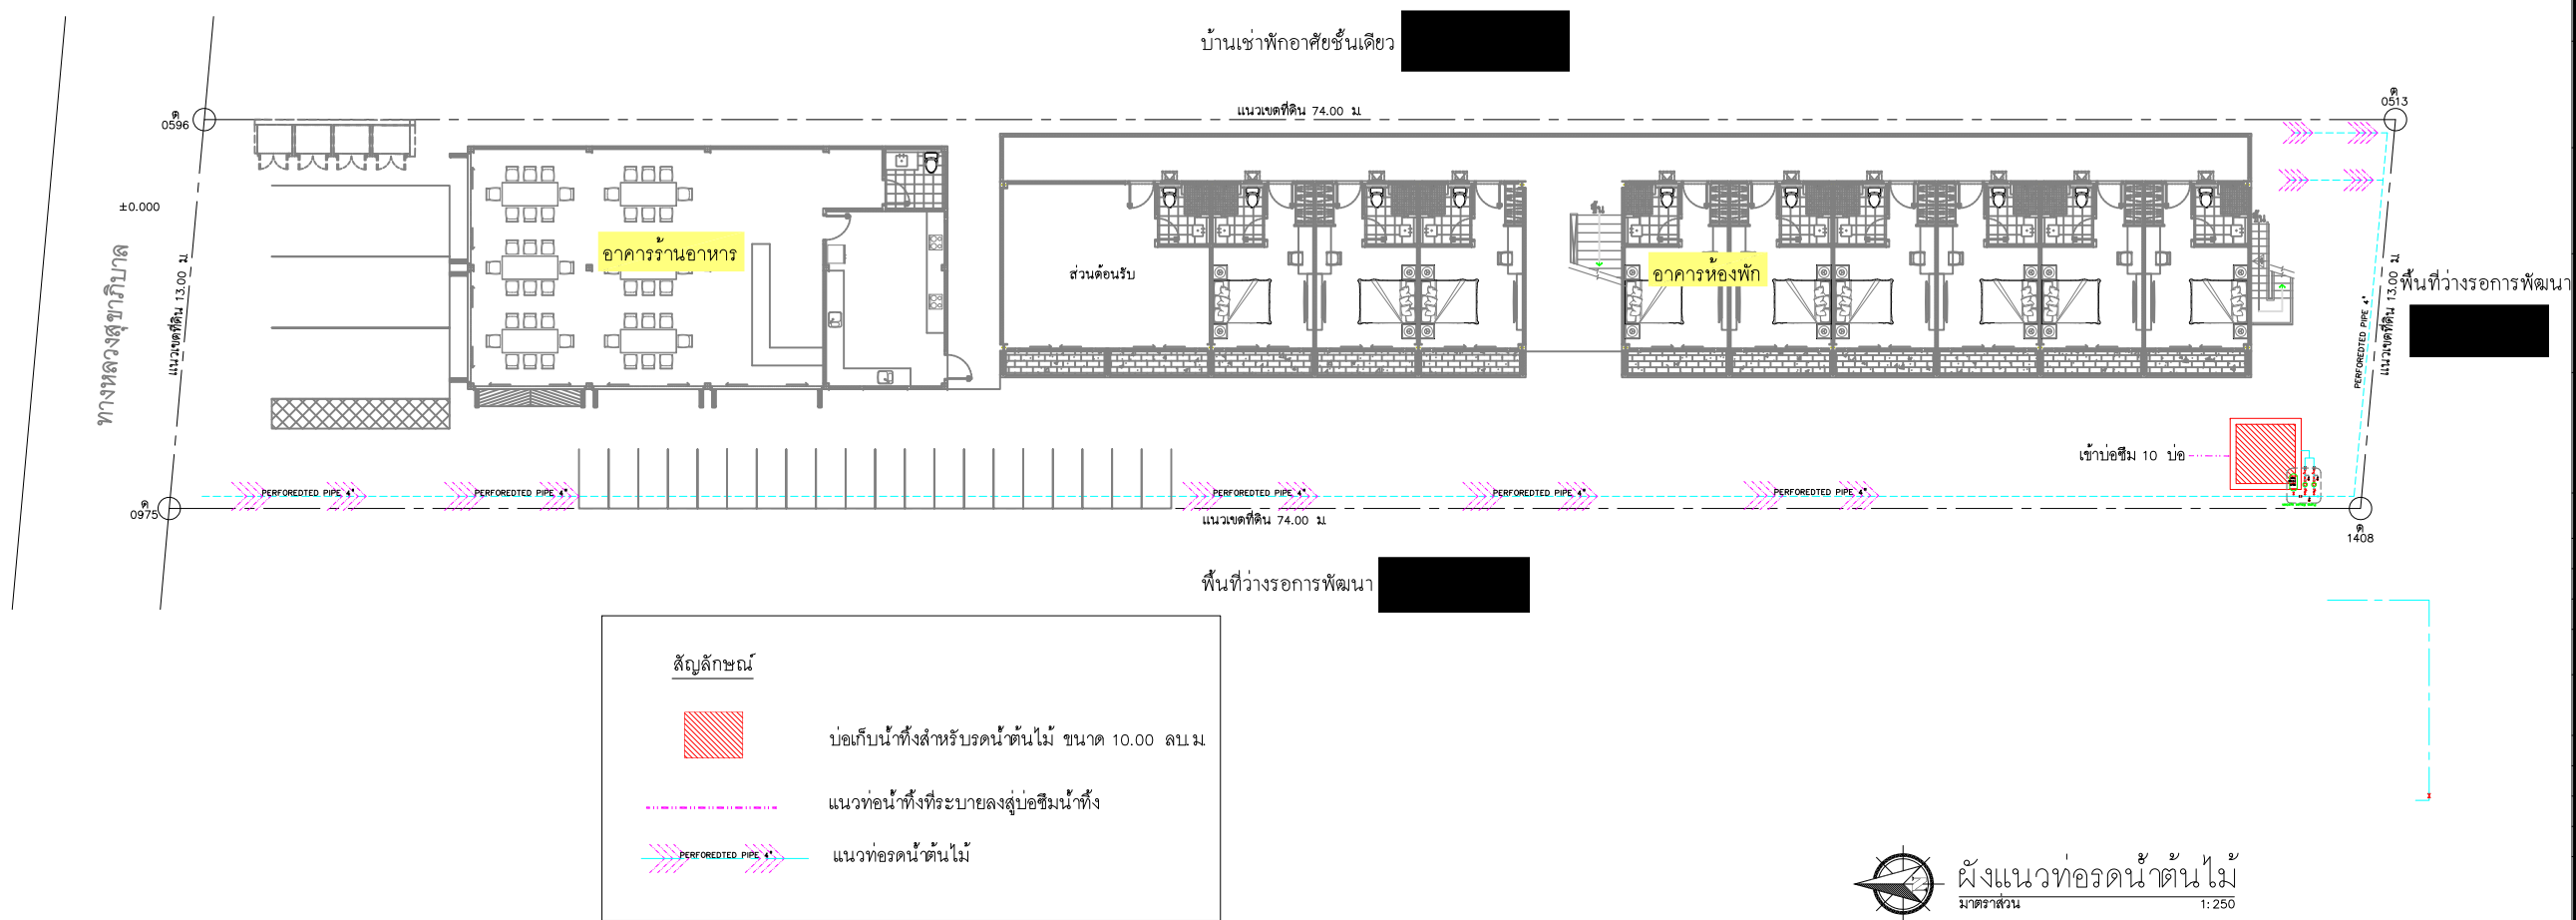 บ้านเช่าพักอาศัยชั้นเดียว
ค
0596
แนวเขตที่ดิน 74.00 ม.
ค
0513
±0.000
ทางหลวงสุขาภิบาล
แนวเขตที่ดิน 13.00 ม.
อาคารร้านอาหาร
ส่วนต้อนรับ
ขึ้น
อาคารห้องพัก
ขึ้น
PERFOREDTED PIPE 4"
แนวเขตที่ดิน 13.00 ม.
พื้นที่ว่างรอการพัฒนา
เข้าบ่อซึม 10 บ่อ
PERFOREDTED PIPE 4"
PERFOREDTED PIPE 4"
PERFOREDTED PIPE 4"
PERFOREDTED PIPE 4"
PERFOREDTED PIPE 4"
ค
0975
แนวเขตที่ดิน 74.00 ม.
ค
1408
พื้นที่ว่างรอการพัฒนา
สัญลักษณ์
บ่อเก็บน้ำทิ้งสำหรับรดน้ำต้นไม้ ขนาด 10.00 ลบ.ม.
แนวท่อน้ำทิ้งที่ระบายลงสู่บ่อซึมน้ำทิ้ง
PERFOREDTED PIPE 4"
แนวท่อรดน้ำต้นไม้
ผังแนวท่อรดน้ำต้นไม้
มาตราส่วน 1:250